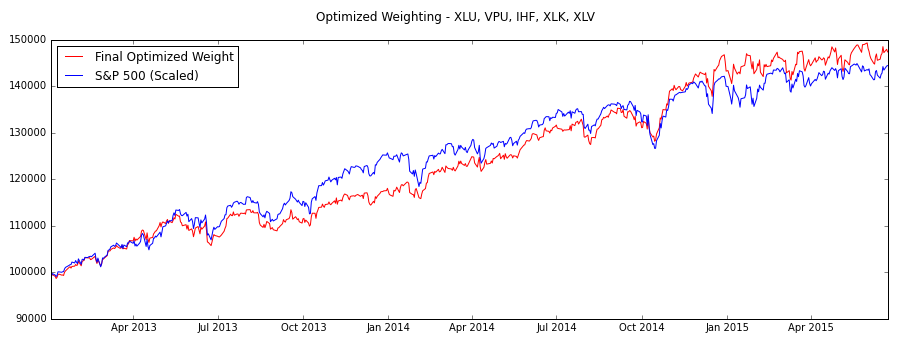 Optimized Weighting - XLU, VPU, IHF, XLK, XLV
150000
140000
130000
120000
110000
100000
90000
Final Optimized Weight
S&P 500 (Scaled)
Apr 2013
Jul 2013
Oct 2013
Jan 2014
Apr 2014
Jul 2014
Oct 2014
Jan 2015
Apr 2015